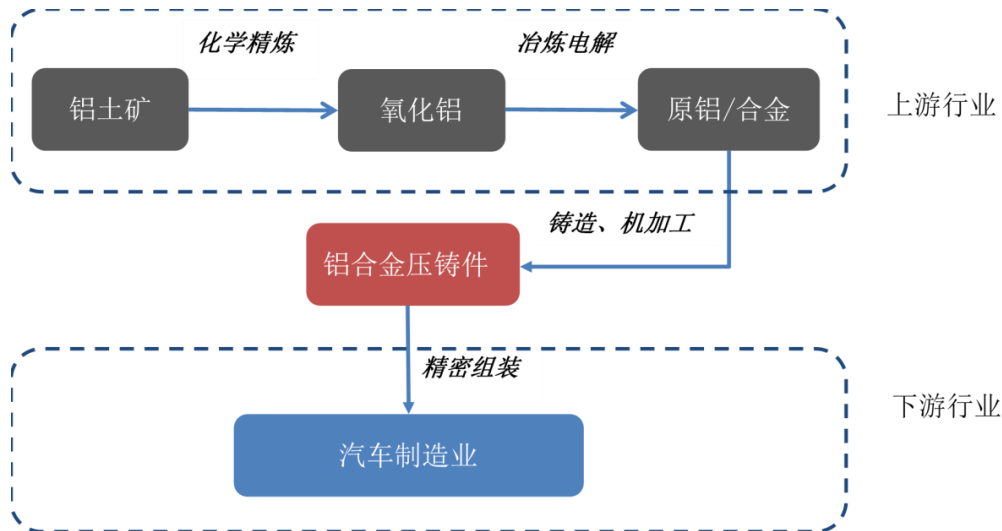 化学精炼
冶炼电解
铝土矿
氧化铝
原铝/合金
上游行业
铸造、机加工
铝合金压铸件
精密组装
下游行业
汽车制造业